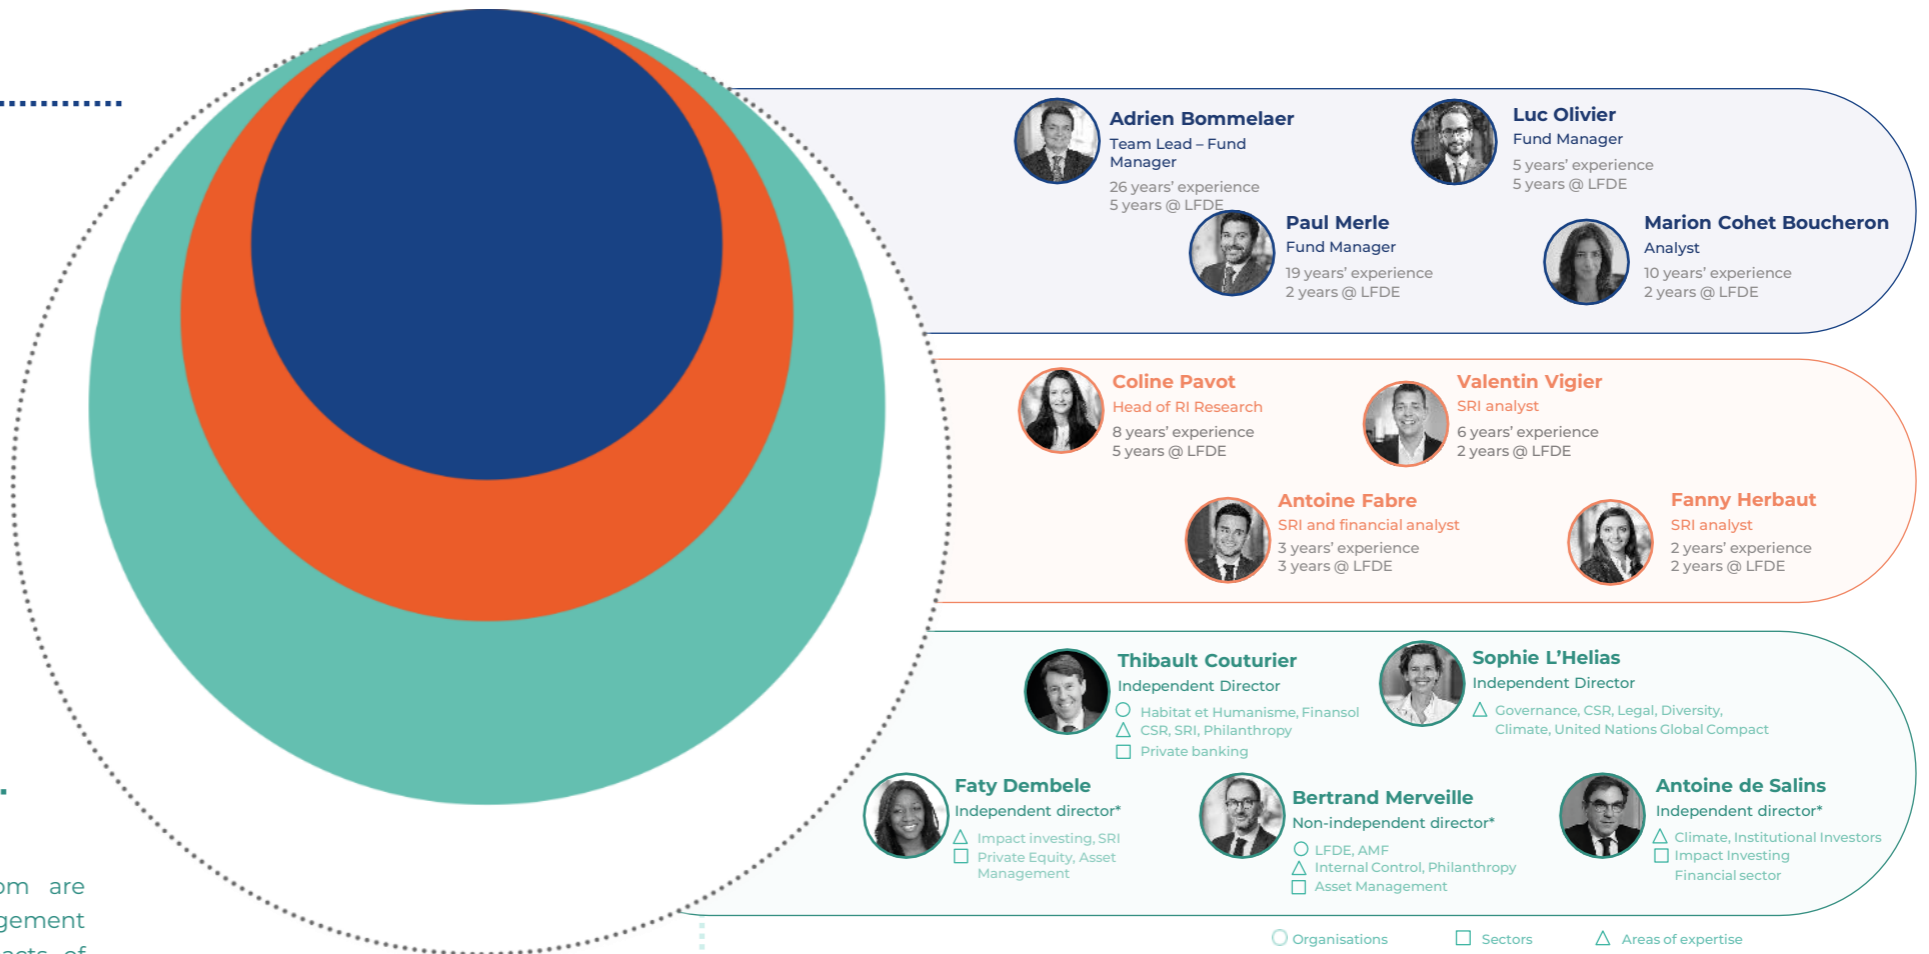 Adrien Bommelaer
Team Lead – Fund
Manager
26 years' experience
5 years @ LFDE
Luc Olivier
Fund Manager
5 years' experience
5 years @ LFDE
Paul Merle
Fund Manager
19 years' experience
2 years @ LFDE
Marion Cohet Boucheron
Analyst
10 years' experience
2 years @ LFDE
Coline Pavot
Head of RI Research
8 years' experience
5 years @ LFDE
Valentin Vigier
SRI analyst
6 years' experience
2 years @ LFDE
Antoine Fabre
SRI and financial analyst
3 years' experience
3 years @ LFDE
Fanny Herbaut
SRI analyst
2 years' experience
2 years @ LFDE
Thibault Couturier
Independent Director
Habitat et Humanisme, Finansol
CSR, SRI, Philanthropy
Private banking
Sophie L'Helias
Independent Director
Governance, CSR, Legal, Diversity,
Climate, United Nations Global Compact
Faty Dembele
Independent director*
Impact investing, SRI
Private Equity, Asset
Management
Bertrand Merveille
Non-independent director*
LFDE, AMF
Internal Control, Philanthropy
Asset Management
Antoine de Salins
Independent director*
Climate, Institutional Investors
Impact Investing
Financial sector
om are
gement
of
Organisations
Sectors
Areas of expertise